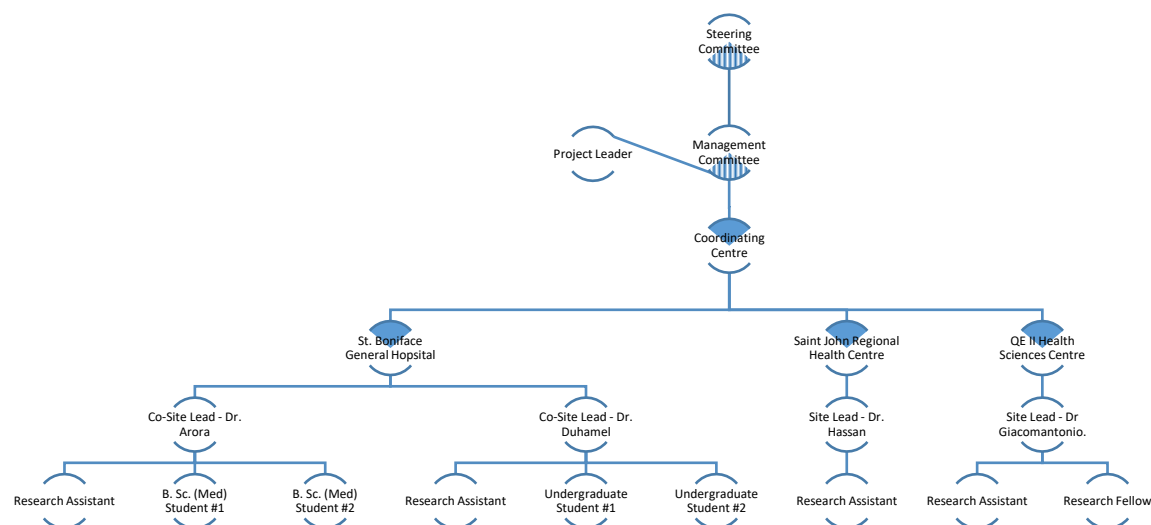 Steering
Committee
Project Leader
Management
Committee
Coordinating
Centre
St. Boniface
General Hopsital
Saint John Regional
Health Centre
QE II Health
Sciences Centre
Co-Site Lead - Dr.
Arora
Co-Site Lead - Dr.
Duhamel
Site Lead - Dr.
Hassan
Site Lead - Dr
Giacomantonio.
Research Assistant
B. Sc. (Med)
Student #1
B. Sc. (Med)
Student #2
Research Assistant
Undergraduate
Student #1
Undergraduate
Student #2
Research Assistant
Research Assistant
Research Fellow